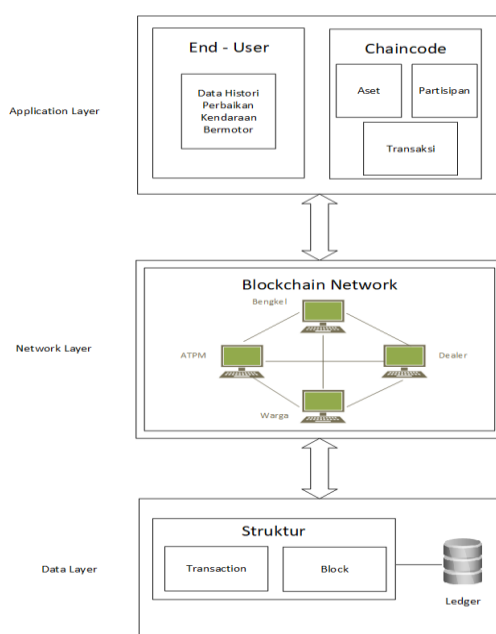 End - User
Chaincode
Data Histori
Perbaikan
Kendaraan
Bermotor
Aset
Partisipan
Transaksi
Application Layer
Blockchain Network
Bengkel
ATPM
Dealer
Warga
Network Layer
Struktur
Transaction
Block
Data Layer
Ledger